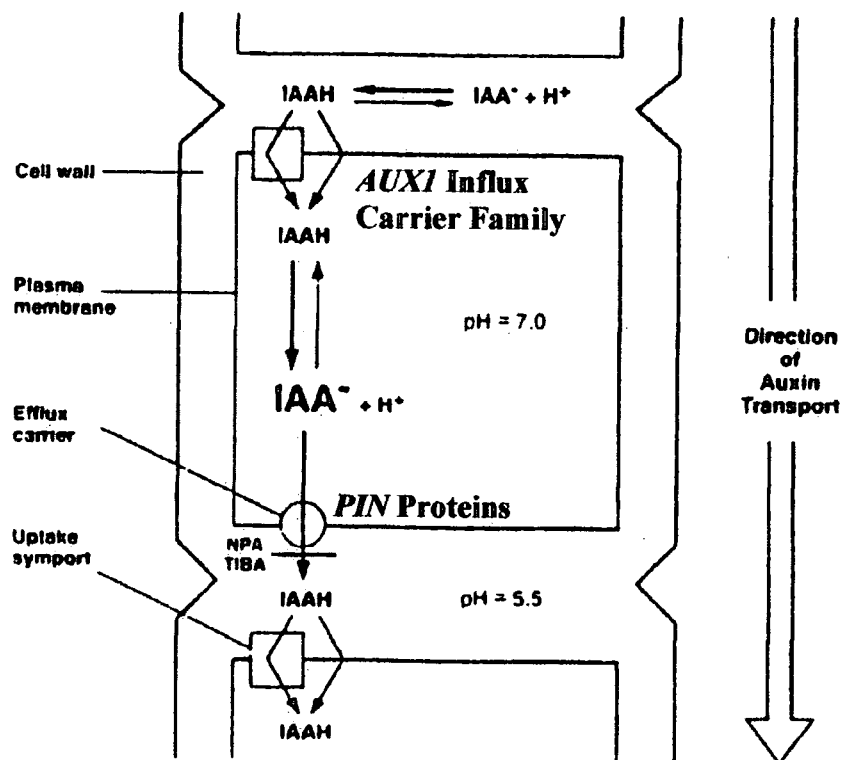 IAAH ⇌ IAA⁻ + H⁺
Cell wall
AUX1 Influx
Carrier Family
IAAH
Plasma
membrane
pH = 7.0
Direction
of
Auxin
Transport
IAA⁻ + H⁺
Efflux
carrier
PIN Proteins
Uptake
symport
NPA
TIBA
IAAH
pH = 5.5
IAAH